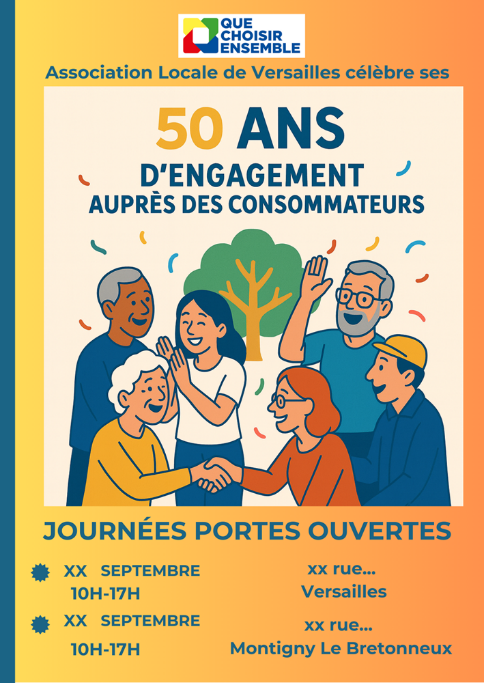 QUE
CHOISIR
ENSEMBLE
Association Locale de Versailles célèbre ses
50 ANS
D'ENGAGEMENT
AUPRÈS DES CONSOMMATEURS
JOURNÉES PORTES OUVERTES
XX SEPTEMBRE
10H-17H
xx rue...
Versailles
XX SEPTEMBRE
10H-17H
xx rue...
Montigny Le Bretonneux